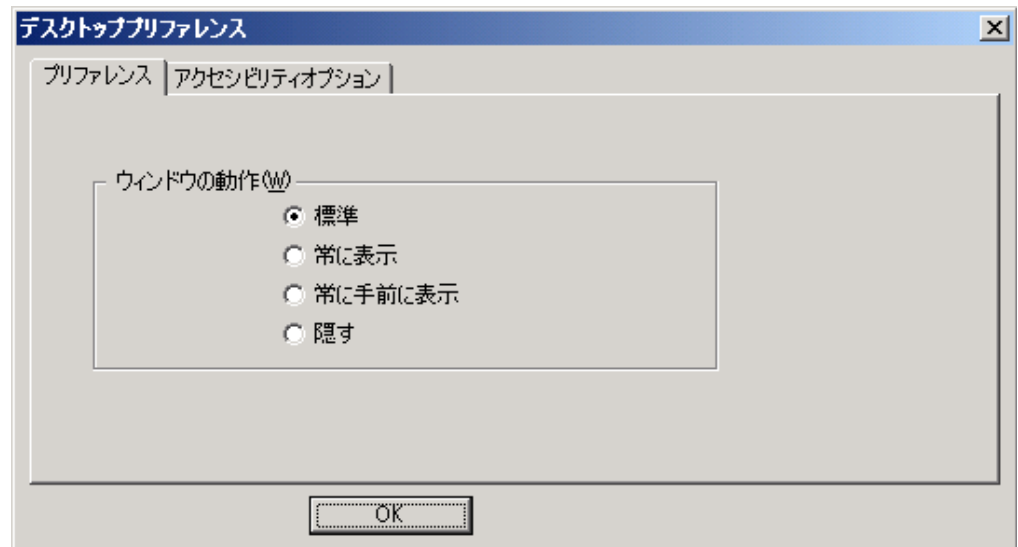 デスクトッププリファレンス
プリファレンス アクセシビリティオプション
ウィンドウの動作(W)
標準
常に表示
常に手前に表示
隠す
OK